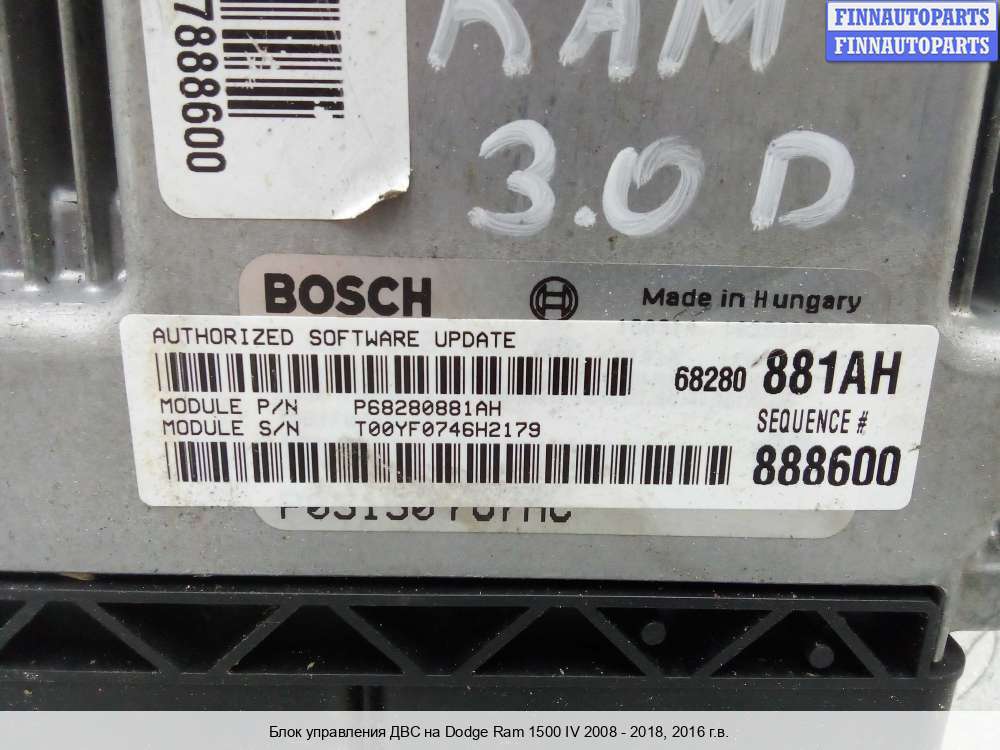 FINNAUTOPARTS
FINNAUTOPARTS
7888600
RAM
3.0 D
BOSCH
Made in Hungary
AUTHORIZED SOFTWARE UPDATE
68280 881AH
MODULE P/N P68280881AH
MODULE S/N T00YF0746H2179
SEQUENCE #
888600
Блок управления ДВС на Dodge Ram 1500 IV 2008 - 2018, 2016 г.в.